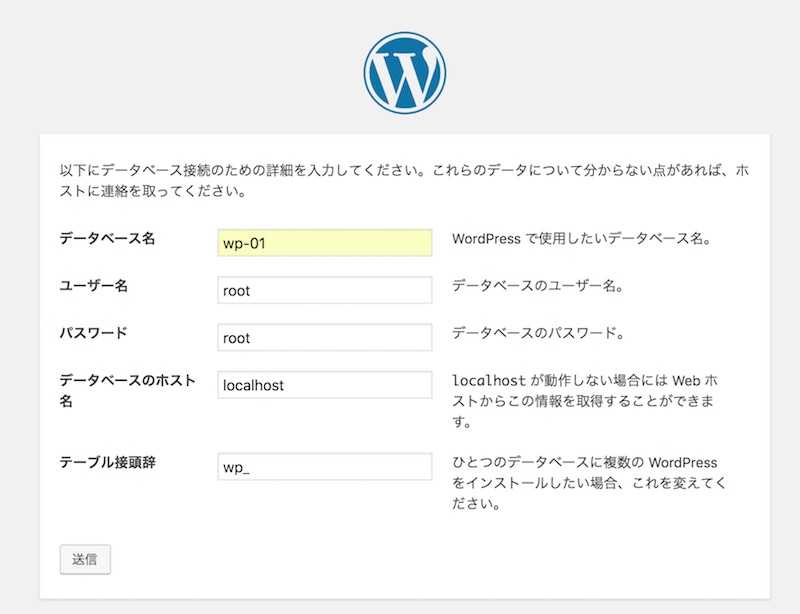 以下にデータベース接続のための詳細を入力してください。これらのデータについて分からない点があれば、ホ
ストに連絡を取ってください。
データベース名
wp-01
WordPress で使用したいデータベース名。
ユーザー名
root
データベースのユーザー名。
パスワード
root
データベースのパスワード。
データベースのホスト
名
localhost
localhost が動作しない場合には Web ホ
ストからこの情報を取得することができま
す。
テーブル接頭辞
wp_
ひとつのデータベースに複数の WordPress
をインストールしたい場合、これを変えてく
ださい。
送信